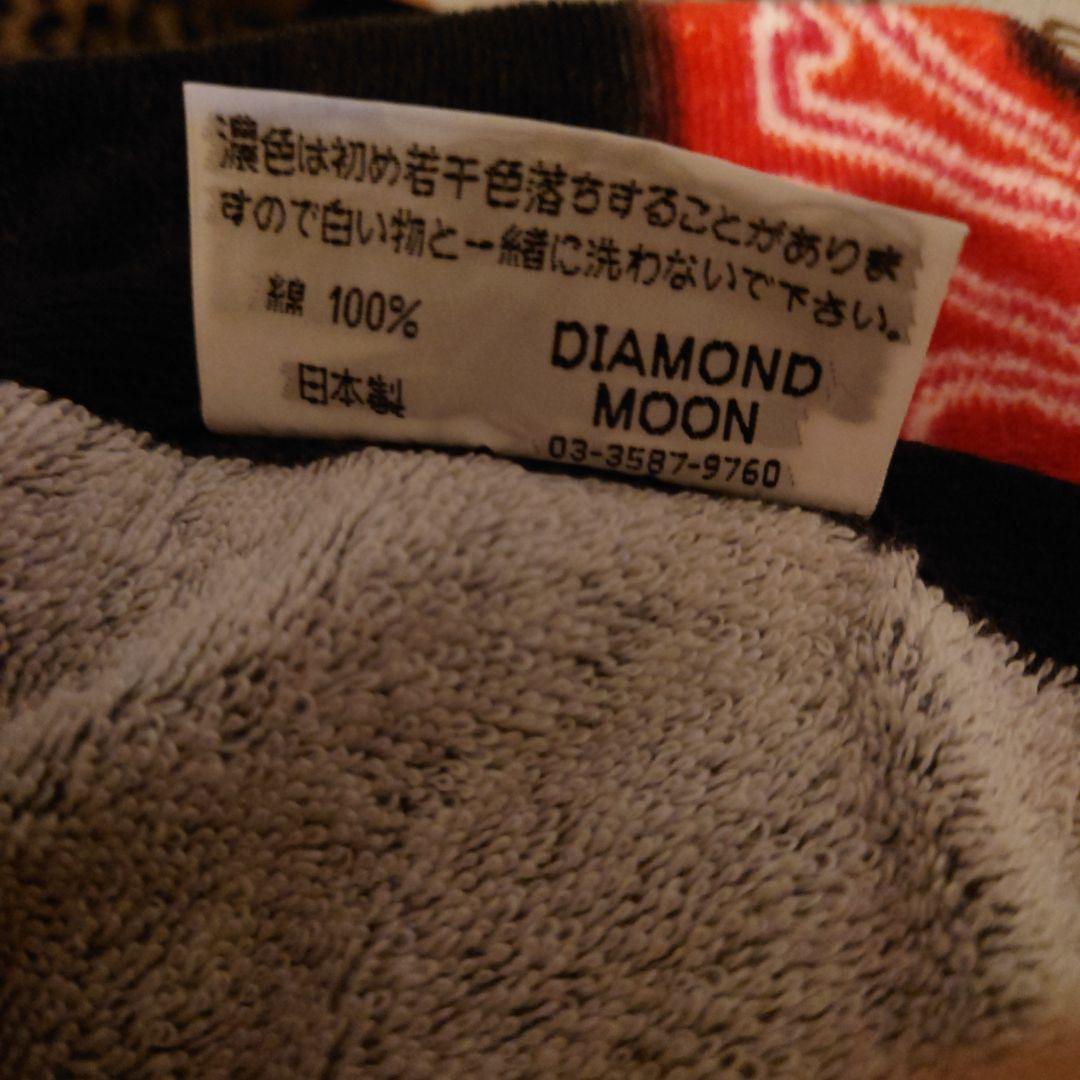 濃色は初め若干色落ちすることがありま
すので白い物と一緒に洗わないで下さい。
綿 100%
日本製
DIAMOND
MOON
03-3587-9760